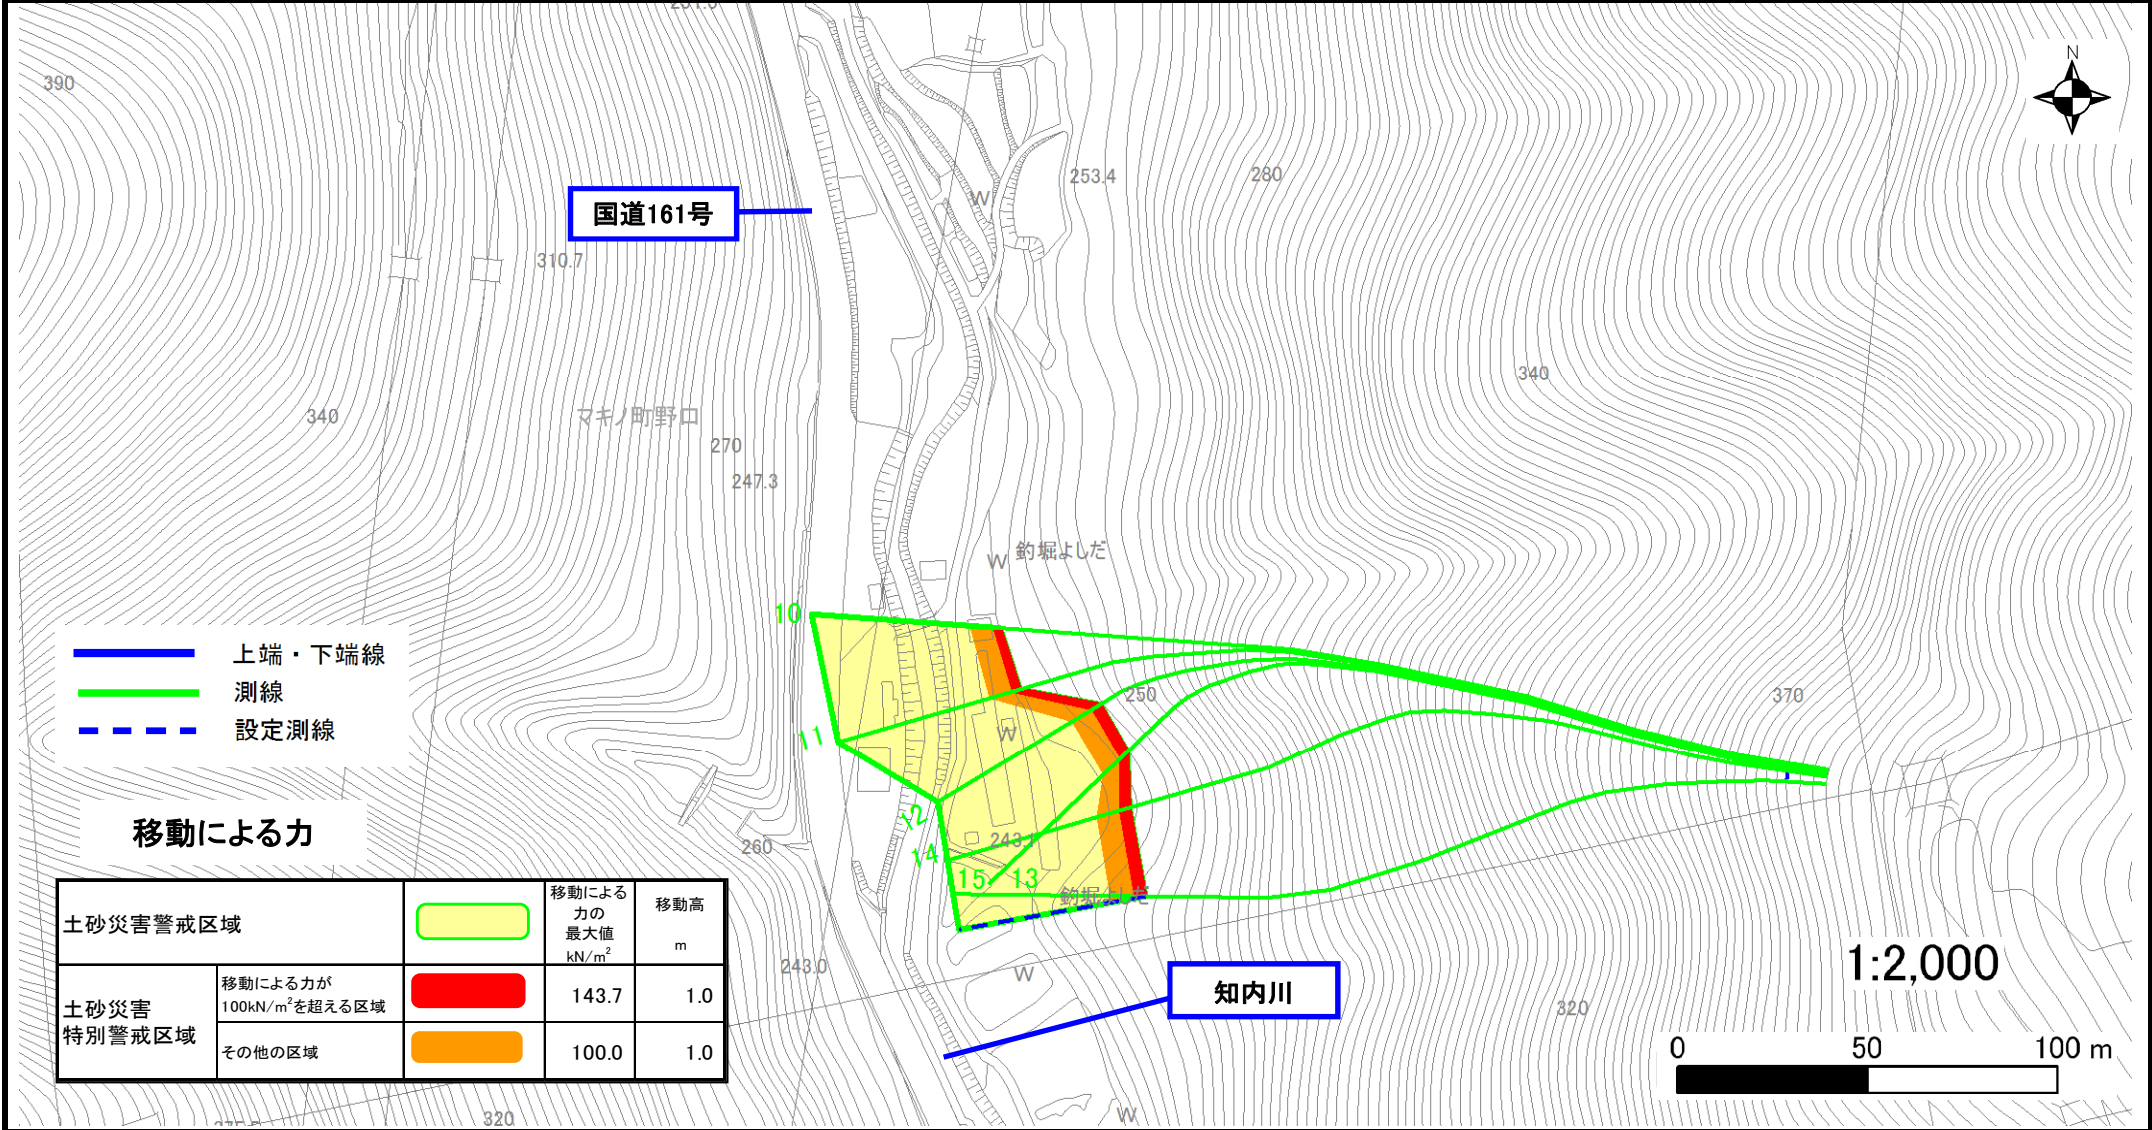 N
390
253.4
280
W
国道161号
310.7
340
340
マキノ町野口
270
247.3
W
釣堀よしだ
10
上端・下端線
測線
設定測線
250
370
11
W
12
移動による力
260
243.1
14
15
13
釣堀よしだ
土砂災害警戒区域
移動による
力の
最大値
kN/m²
移動高
m
土砂災害
特別警戒区域
移動による力が
100kN/m²を超える区域
143.7
1.0
その他の区域
100.0
1.0
243.0
W
知内川
1:2,000
320
0
50
100 m
320
W